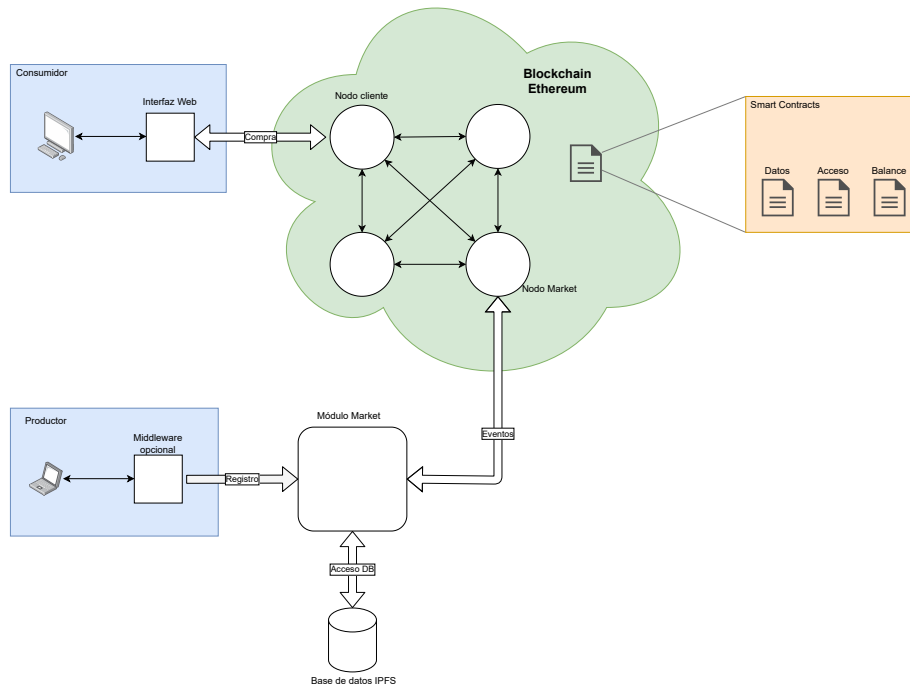 Blockchain
Ethereum
Consumidor
Interfaz Web
Nodo cliente
Compra
Smart Contracts
Datos
Acceso
Balance
Nodo Market
Productor
Middleware
opcional
Módulo Market
Eventos
Registro
Acceso DB
Base de datos IPFS